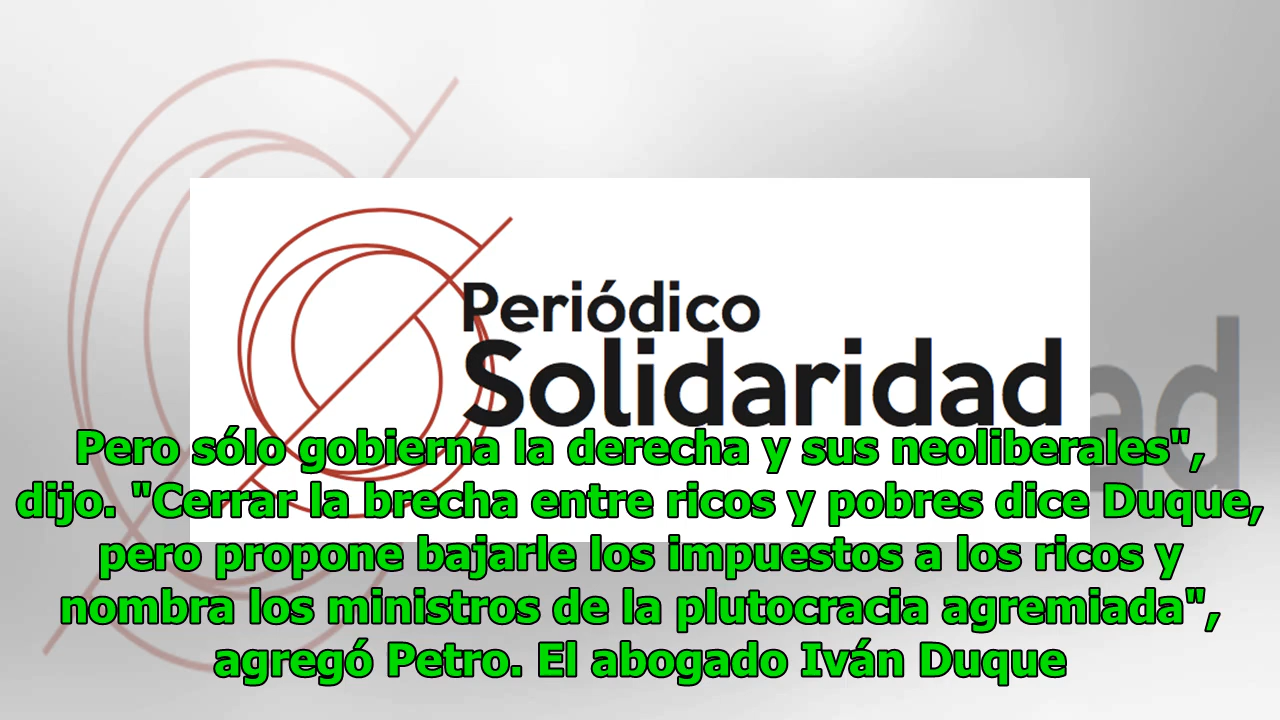 Periódico
Solidaridad
ad
Pero sólo gobierna la derecha y sus neoliberales",
dijo. "Cerrar la brecha entre ricos y pobres dice Duque,
pero propone bajarle los impuestos a los ricos y
nombra los ministros de la plutocracia agremiada",
agregó Petro. El abogado Iván Duque